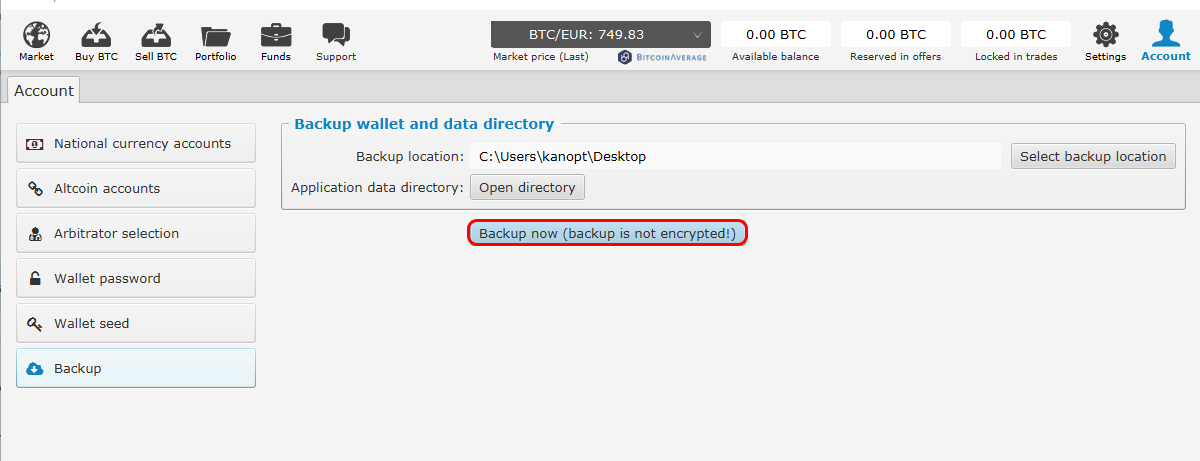 BTC/EUR: 749.83
0.00 BTC
0.00 BTC
0.00 BTC
Market
Buy BTC
Sell BTC
Portfolio
Funds
Support
Market price (Last)
BITCOINAVERAGE
Available balance
Reserved in offers
Locked in trades
Settings
Account
Account
National currency accounts
Altcoin accounts
Arbitrator selection
Wallet password
Wallet seed
Backup
Backup wallet and data directory
Backup location: C:\Users\kanopt\Desktop Select backup location
Application data directory: Open directory
Backup now (backup is not encrypted!)